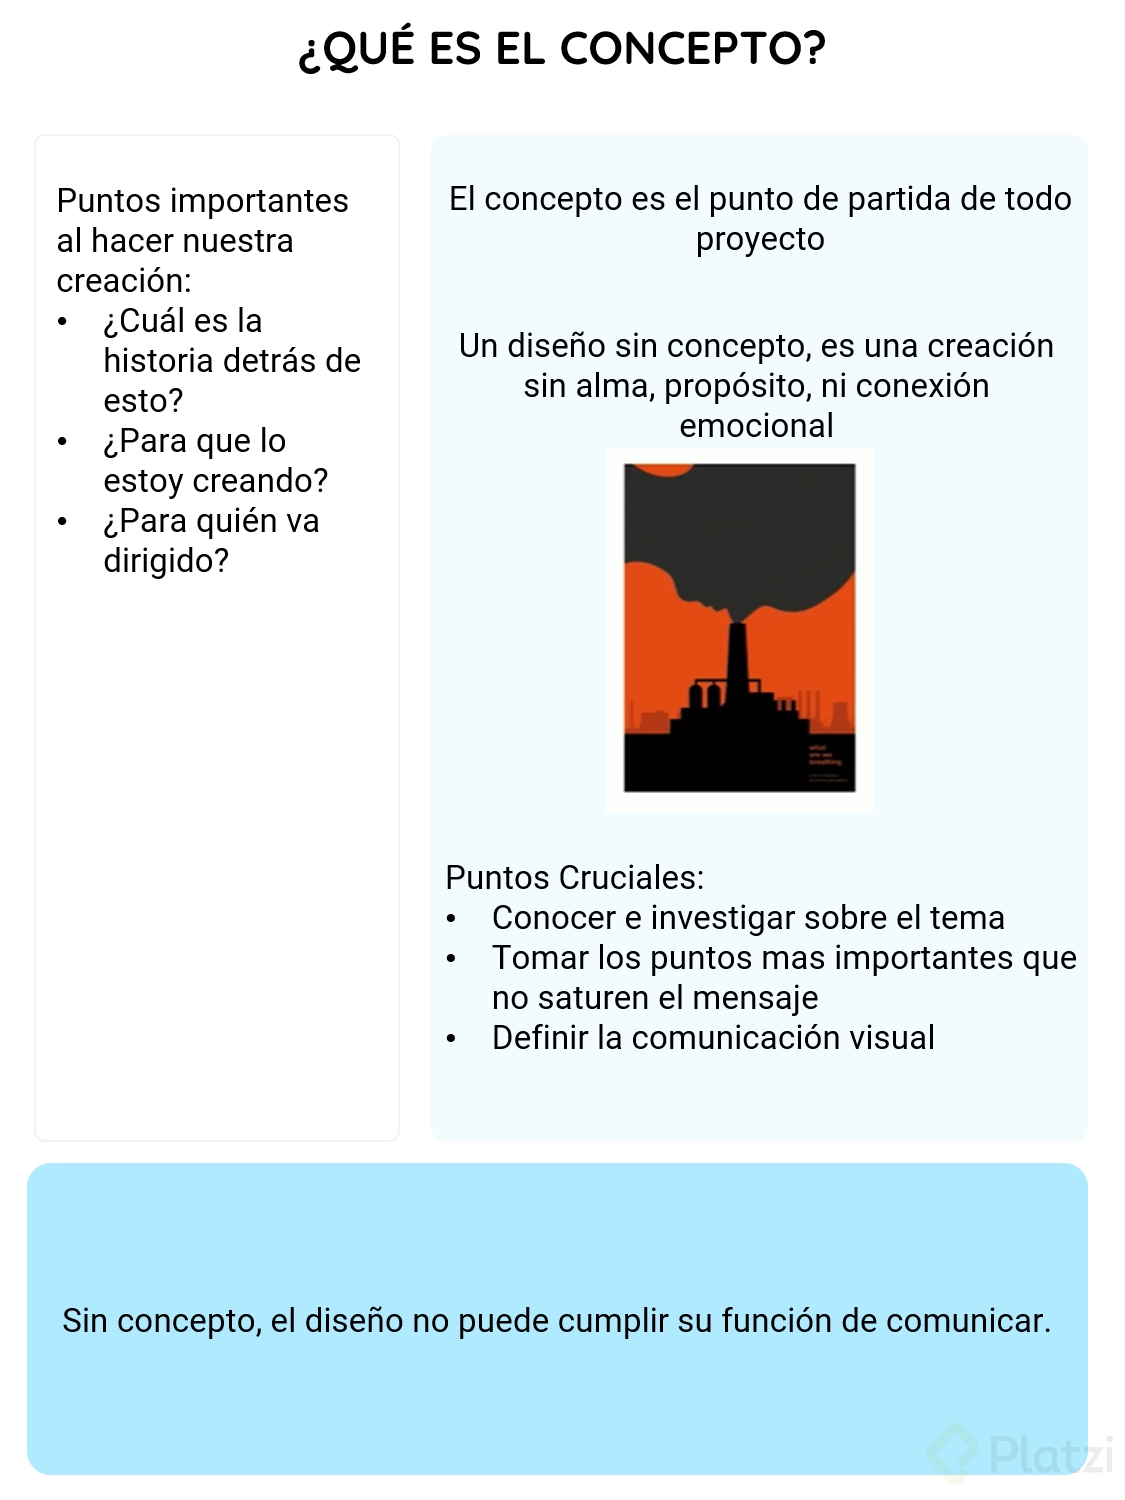 ¿QUÉ ES EL CONCEPTO?
Puntos importantes
al hacer nuestra
creación:
• ¿Cuál es la
historia detrás de
esto?
• ¿Para que lo
estoy creando?
• ¿Para quién va
dirigido?
El concepto es el punto de partida de todo
proyecto
Un diseño sin concepto, es una creación
sin alma, propósito, ni conexión
emocional
what
are we
breathing
Puntos Cruciales:
• Conocer e investigar sobre el tema
• Tomar los puntos mas importantes que
no saturen el mensaje
• Definir la comunicación visual
Sin concepto, el diseño no puede cumplir su función de comunicar.
Platzi